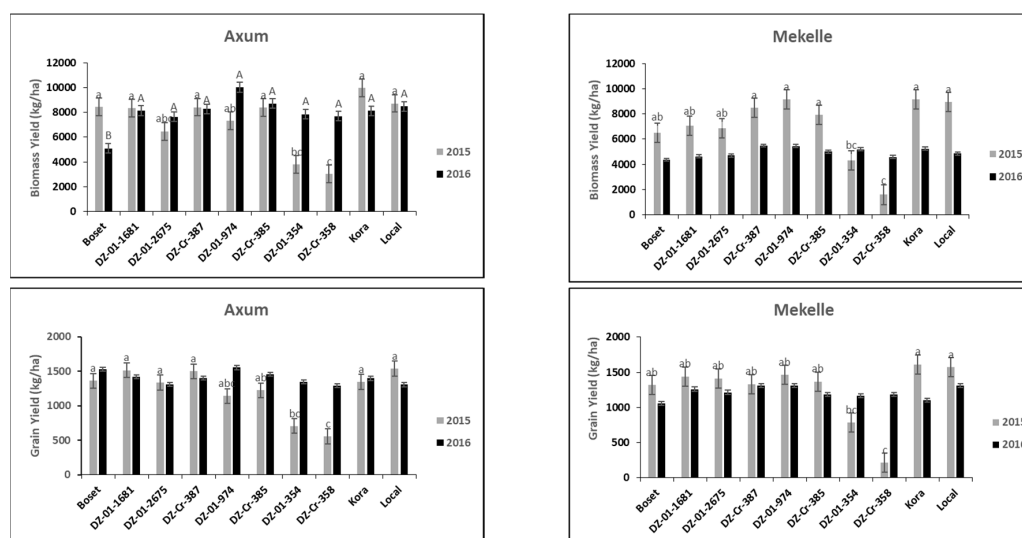 Axum
Biomass Yield (kg/ha)
12000
10000
8000
6000
4000
2000
0
a a abc a ab a bc c a a
B A A A A A A A A A
Boset DZ-01-1681 DZ-01-2675 DZ-Cr-387 DZ-01-974 DZ-Cr-385 DZ-01-354 DZ-Cr-358 Kora Local
2015
2016
Mekelle
Biomass Yield (kg/ha)
12000
10000
8000
6000
4000
2000
0
ab ab ab a a a bc c a a
Boset DZ-01-1681 DZ-01-2675 DZ-Cr-387 DZ-01-974 DZ-Cr-385 DZ-01-354 DZ-Cr-358 Kora Local
2015
2016
Axum
Grain Yield (kg/ha)
2000
1500
1000
500
0
a a a a abc ab bc c a a
Boset DZ-01-1681 DZ-01-2675 DZ-Cr-387 DZ-01-974 DZ-Cr-385 DZ-01-354 DZ-Cr-358 Kora Local
2015
2016
Mekelle
Grain Yield (kg/ha)
2000
1500
1000
500
0
ab ab ab ab ab ab bc c a a
Boset DZ-01-1681 DZ-01-2675 DZ-Cr-387 DZ-01-974 DZ-Cr-385 DZ-01-354 DZ-Cr-358 Kora Local
2015
2016